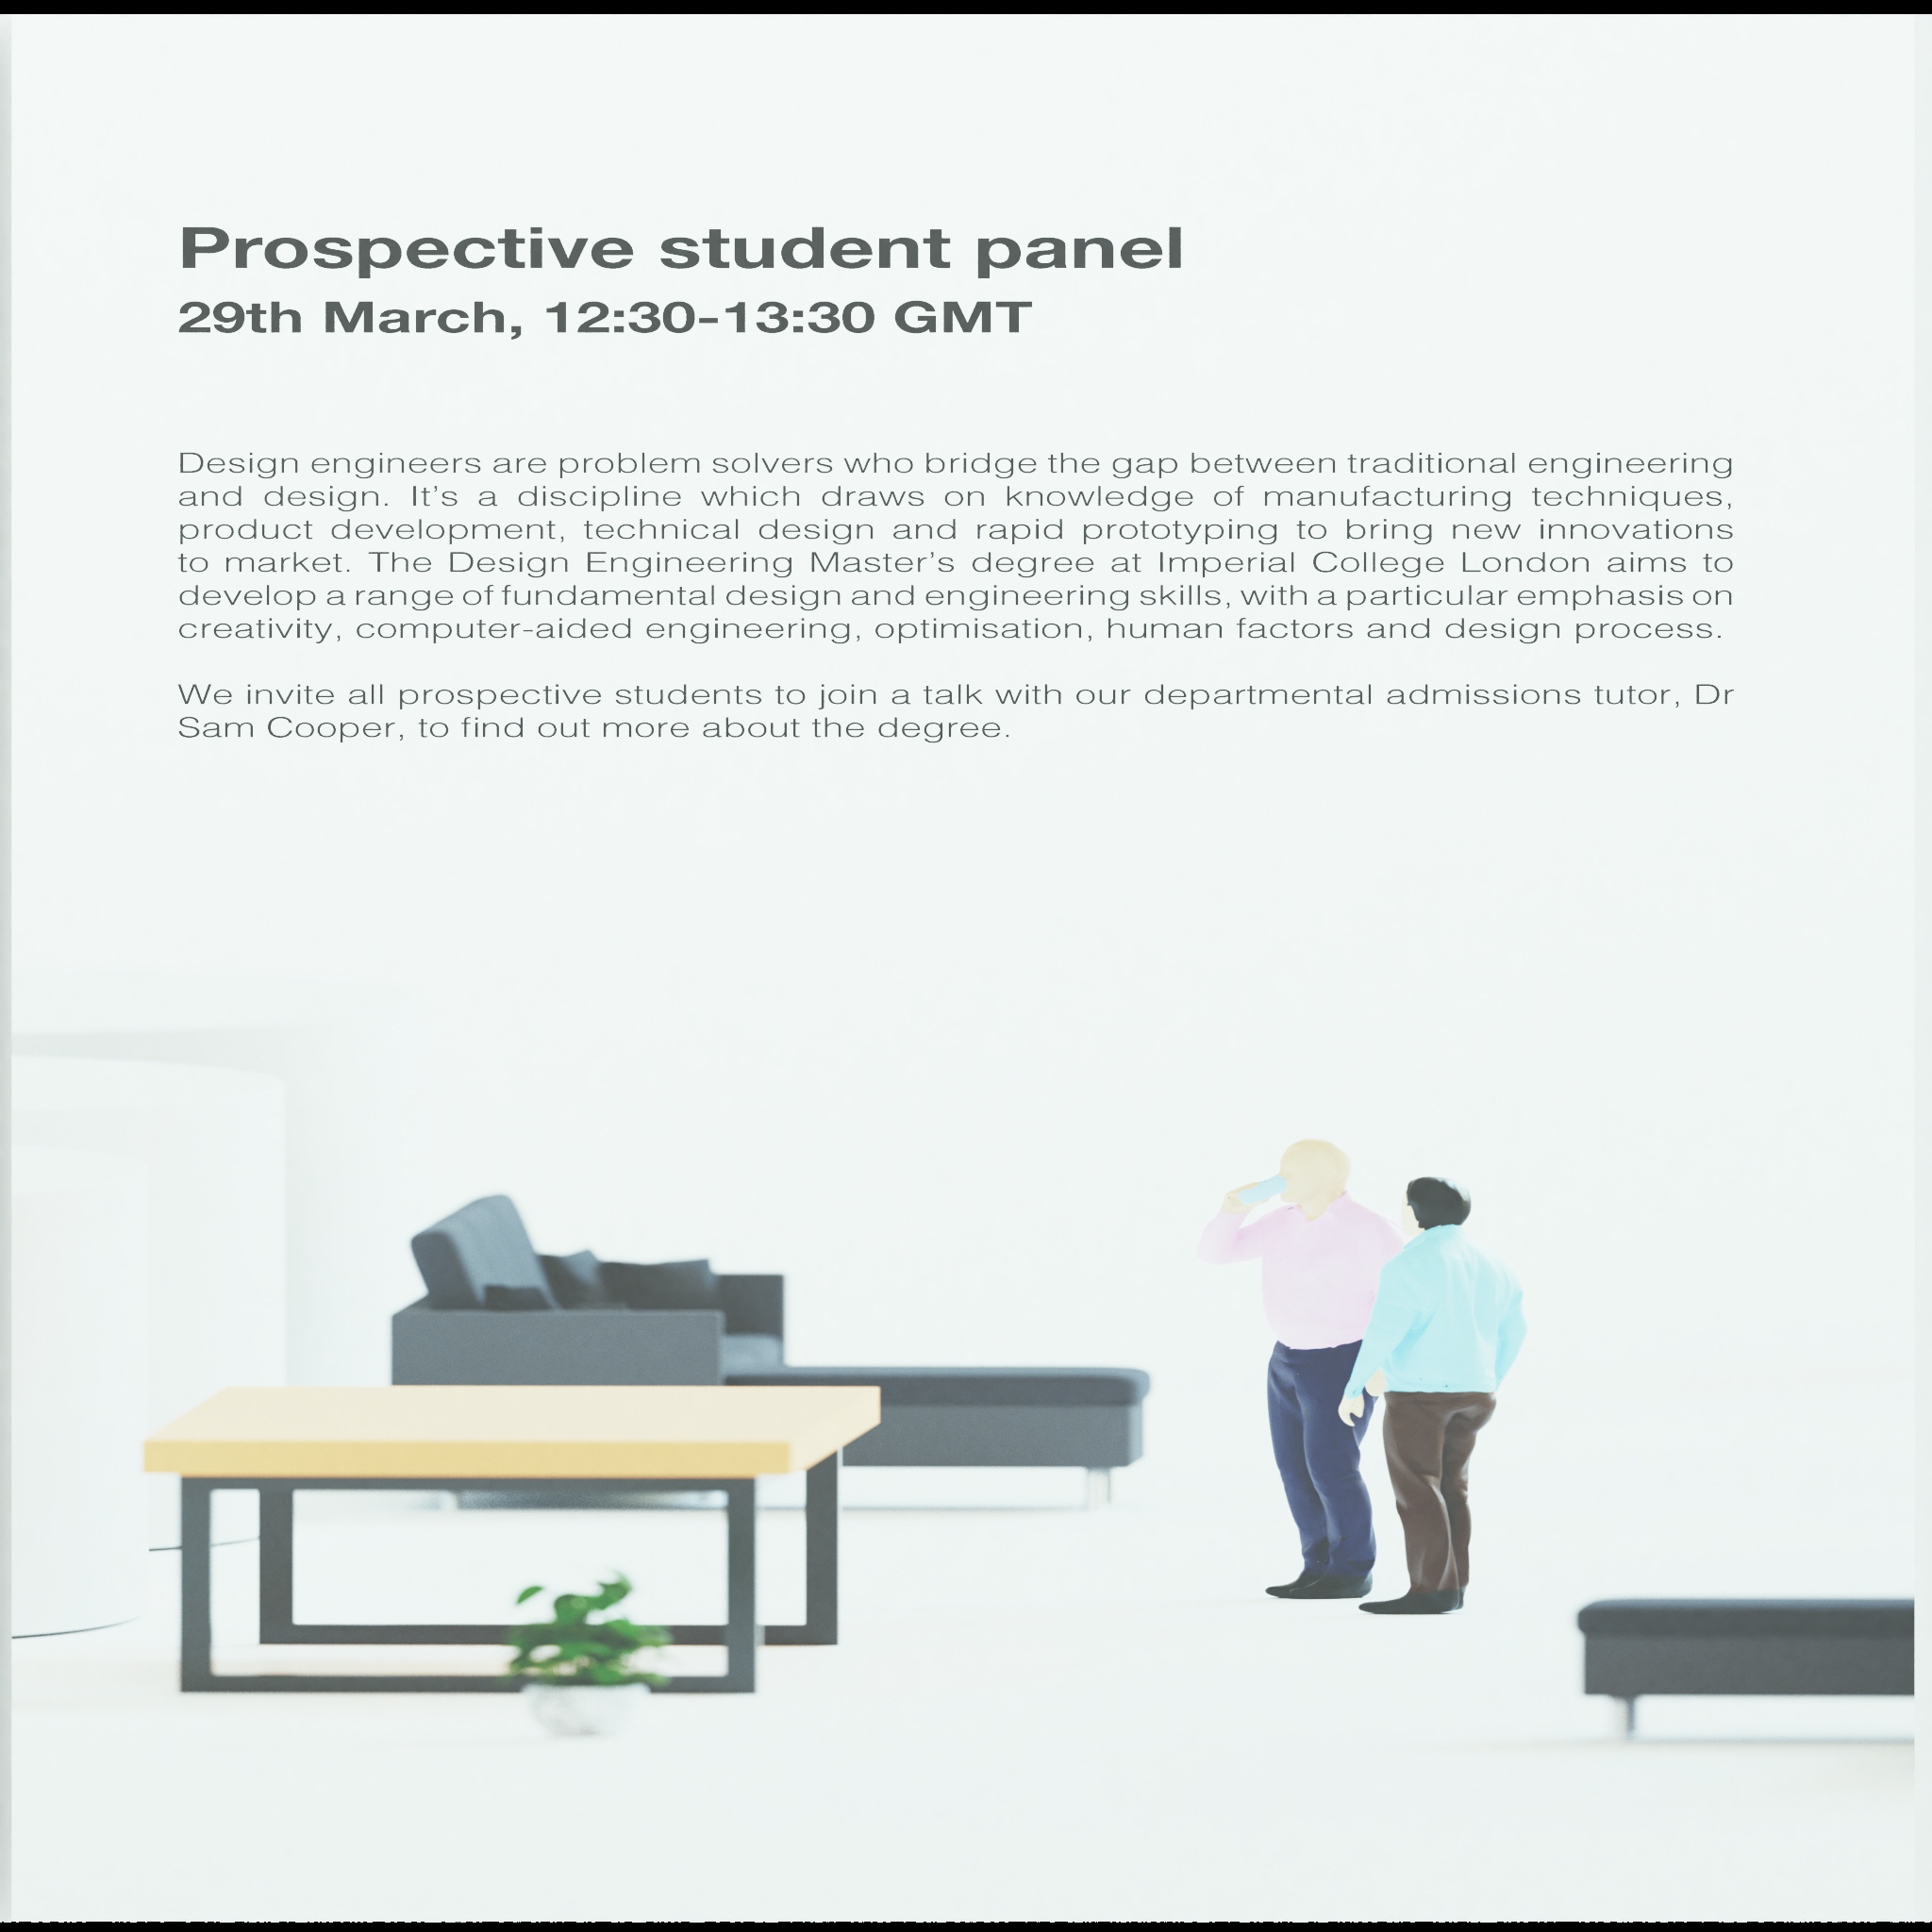 Prospective student panel
29th March, 12:30-13:30 GMT
Design engineers are problem solvers who bridge the gap between traditional engineering
and design. It’s a discipline which draws on knowledge of manufacturing techniques,
product development, technical design and rapid prototyping to bring new innovations
to market. The Design Engineering Master’s degree at Imperial College London aims to
develop a range of fundamental design and engineering skills, with a particular emphasis on
creativity, computer-aided engineering, optimisation, human factors and design process.
We invite all prospective students to join a talk with our departmental admissions tutor, Dr
Sam Cooper, to find out more about the degree.